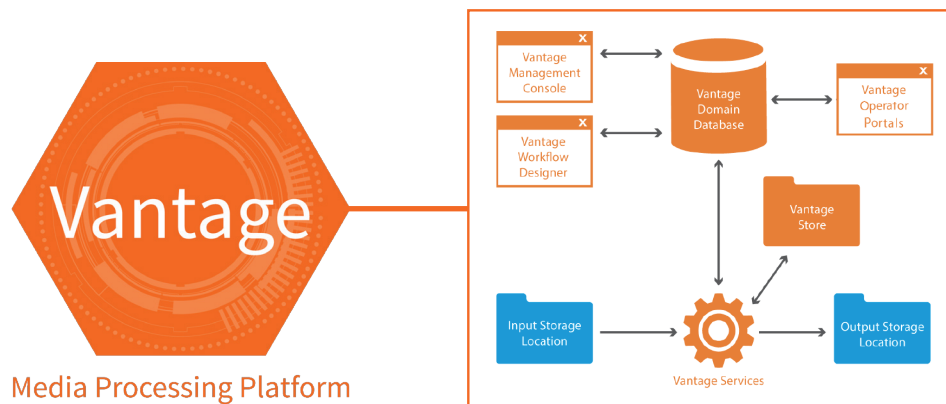 Vantage
Media Processing Platform
X
Vantage
Management
Console
X
Vantage
Workflow
Designer
Vantage
Domain
Database
X
Vantage
Operator
Portals
Vantage
Store
Input Storage
Location
Vantage Services
Output Storage
Location